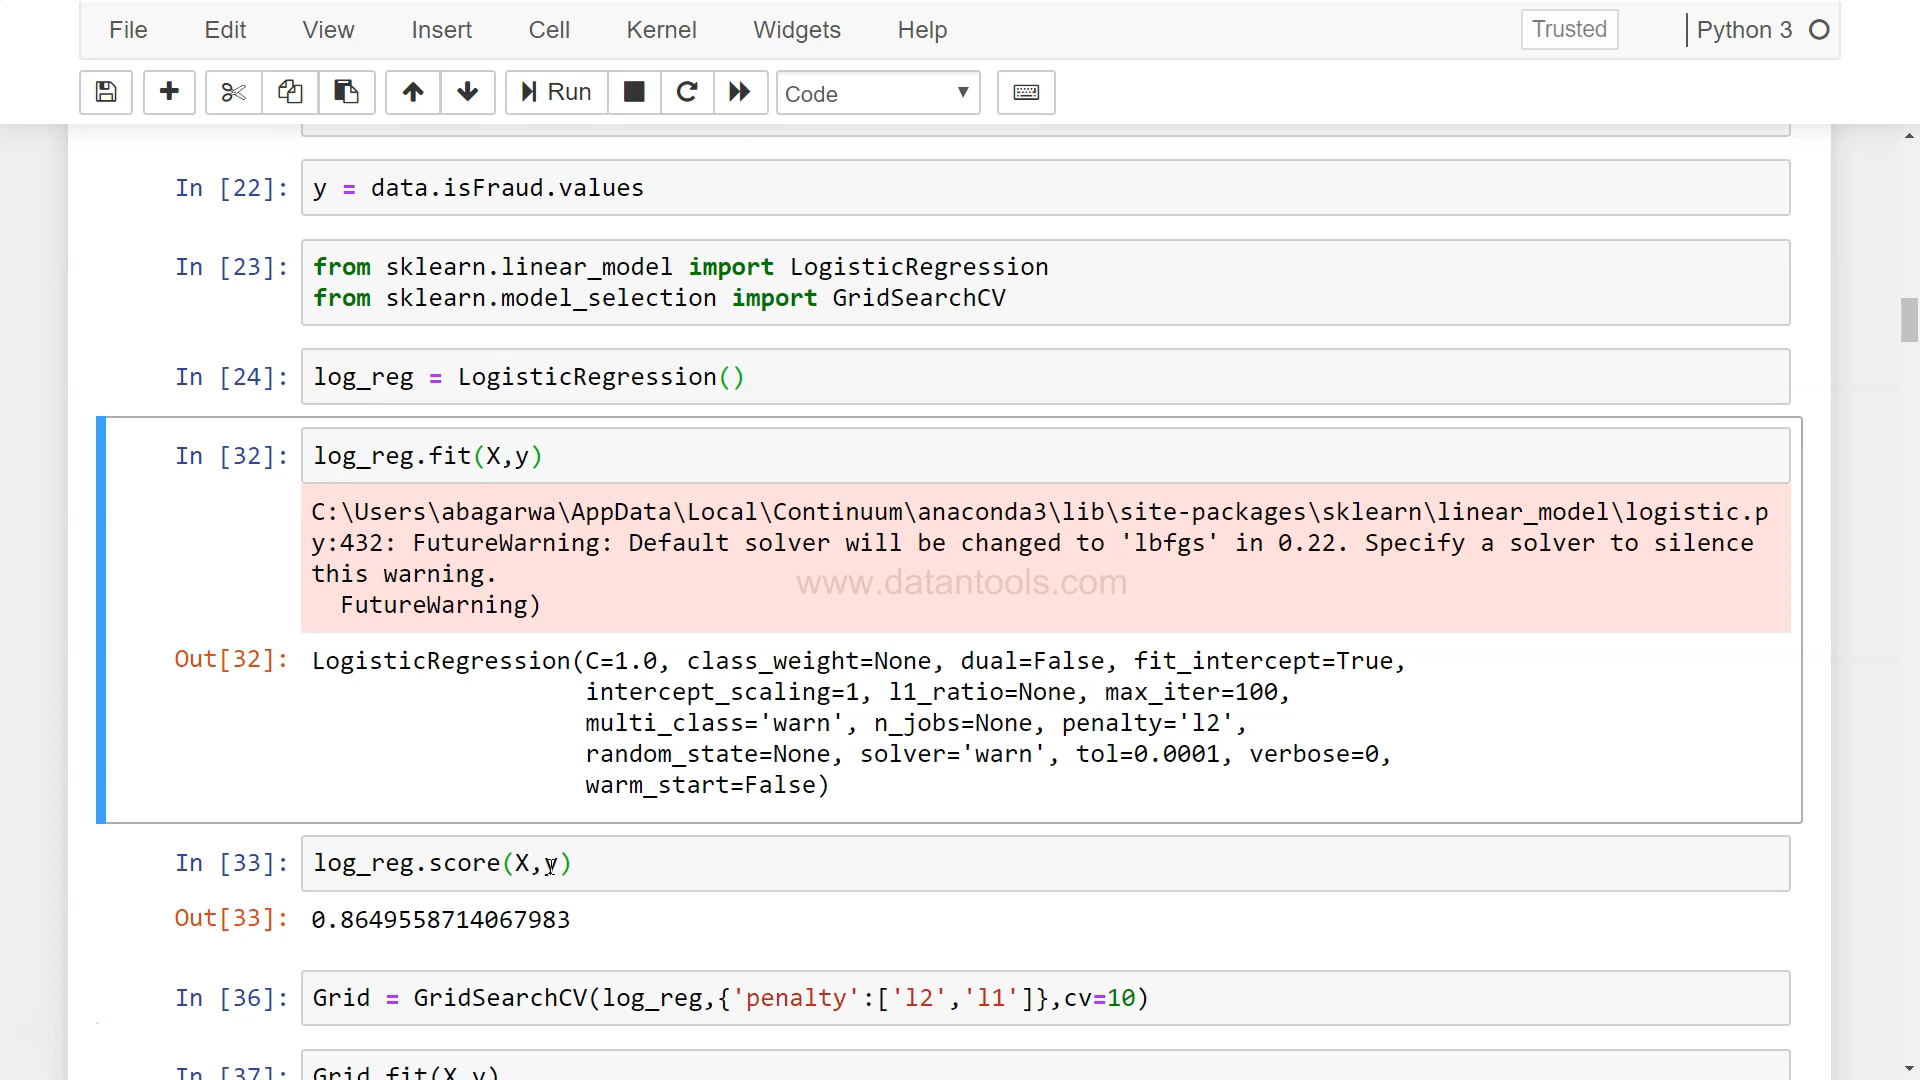 File Edit View Insert Cell Kernel Widgets Help Trusted Python 3
Run Code
In [22]: y = data.isFraud.values
In [23]: from sklearn.linear_model import LogisticRegression
from sklearn.model_selection import GridSearchCV
In [24]: log_reg = LogisticRegression()
In [32]: log_reg.fit(X,y)
C:\Users\abagarwa\AppData\Local\Continuum\anaconda3\lib\site-packages\sklearn\linear_model\logistic.p
y:432: FutureWarning: Default solver will be changed to 'lbfgs' in 0.22. Specify a solver to silence
this warning.
www.datantools.com
FutureWarning)
Out[32]: LogisticRegression(C=1.0, class_weight=None, dual=False, fit_intercept=True,
intercept_scaling=1, l1_ratio=None, max_iter=100,
multi_class='warn', n_jobs=None, penalty='l2',
random_state=None, solver='warn', tol=0.0001, verbose=0,
warm_start=False)
In [33]: log_reg.score(X,y)
Out[33]: 0.8649558714067983
In [36]: Grid = GridSearchCV(log_reg,{'penalty':['l2','l1']},cv=10)
In [37]: Grid.fit(X,y)